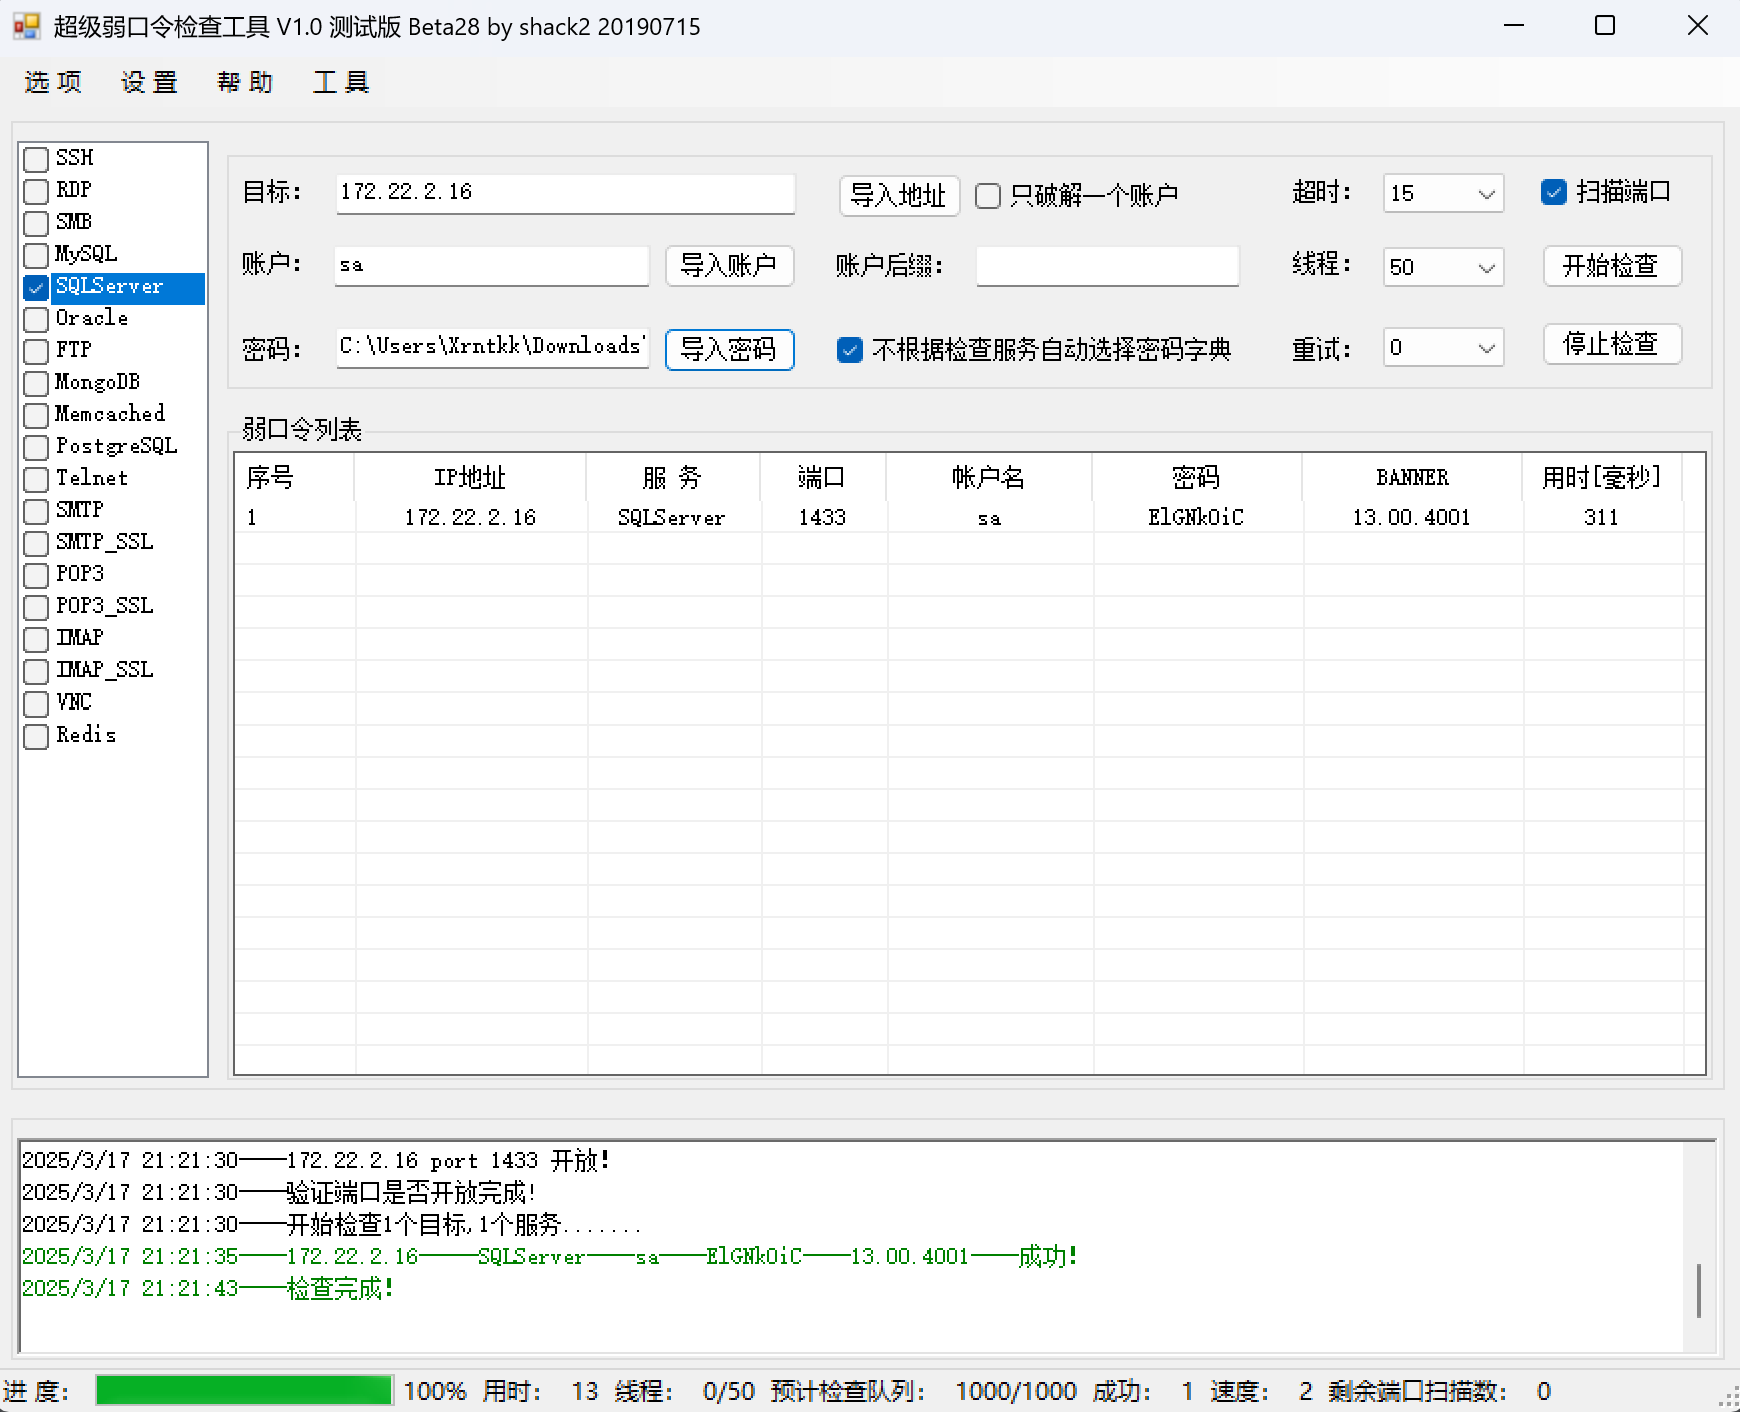 超级弱口令检查工具 V1.0 测试版 Beta28 by shack2 20190715
选 项 设 置 帮 助 工 具
SSH
RDP
SMB
MySQL
SQLServer
Oracle
FTP
MongoDB
Memcached
PostgreSQL
Telnet
SMTP
SMTP_SSL
POP3
POP3_SSL
IMAP
IMAP_SSL
VNC
Redis
目标: 172.22.2.16 导入地址 只破解一个账户 超时: 15 扫描端口
账户: sa 导入账户 账户后缀: 线程: 50 开始检查
密码: C:\Users\Xrntkk\Downloads 导入密码 不根据检查服务自动选择密码字典 重试: 0 停止检查
弱口令列表
序号 IP地址 服 务 端口 帐户名 密码 BANNER 用时[毫秒]
1 172.22.2.16 SQLServer 1433 sa ElGNkOiC 13.00.4001 311
2025/3/17 21:21:30——172.22.2.16 port 1433 开放!
2025/3/17 21:21:30——验证端口是否开放完成!
2025/3/17 21:21:30——开始检查1个目标,1个服务.......
2025/3/17 21:21:35——172.22.2.16——SQLServer——sa——ElGNkOiC——13.00.4001——成功!
2025/3/17 21:21:43——检查完成!
进 度: 100% 用时: 13 线程: 0/50 预计检查队列: 1000/1000 成功: 1 速度: 2 剩余端口扫描数: 0